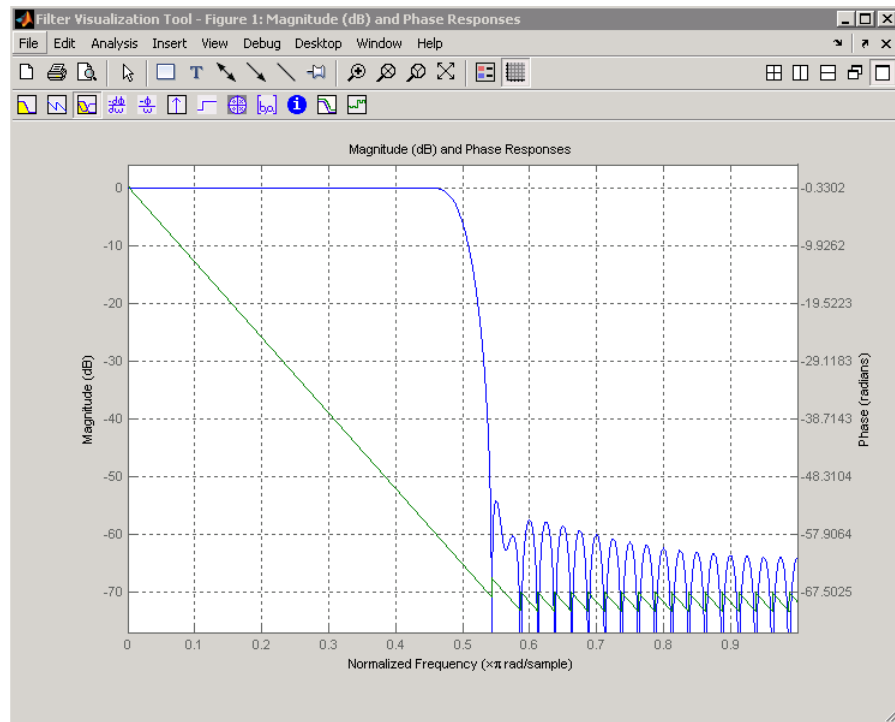 Filter Visualization Tool - Figure 1: Magnitude (dB) and Phase Responses
File Edit Analysis Insert View Debug Desktop Window Help
Magnitude (dB) and Phase Responses
Magnitude (dB)
0
-10
-20
-30
-40
-50
-60
-70
-0.3302
-9.9262
-19.5223
-29.1183
-38.7143
-48.3104
-57.9064
-67.5025
Phase (radians)
0 0.1 0.2 0.3 0.4 0.5 0.6 0.7 0.8 0.9
Normalized Frequency (×π rad/sample)